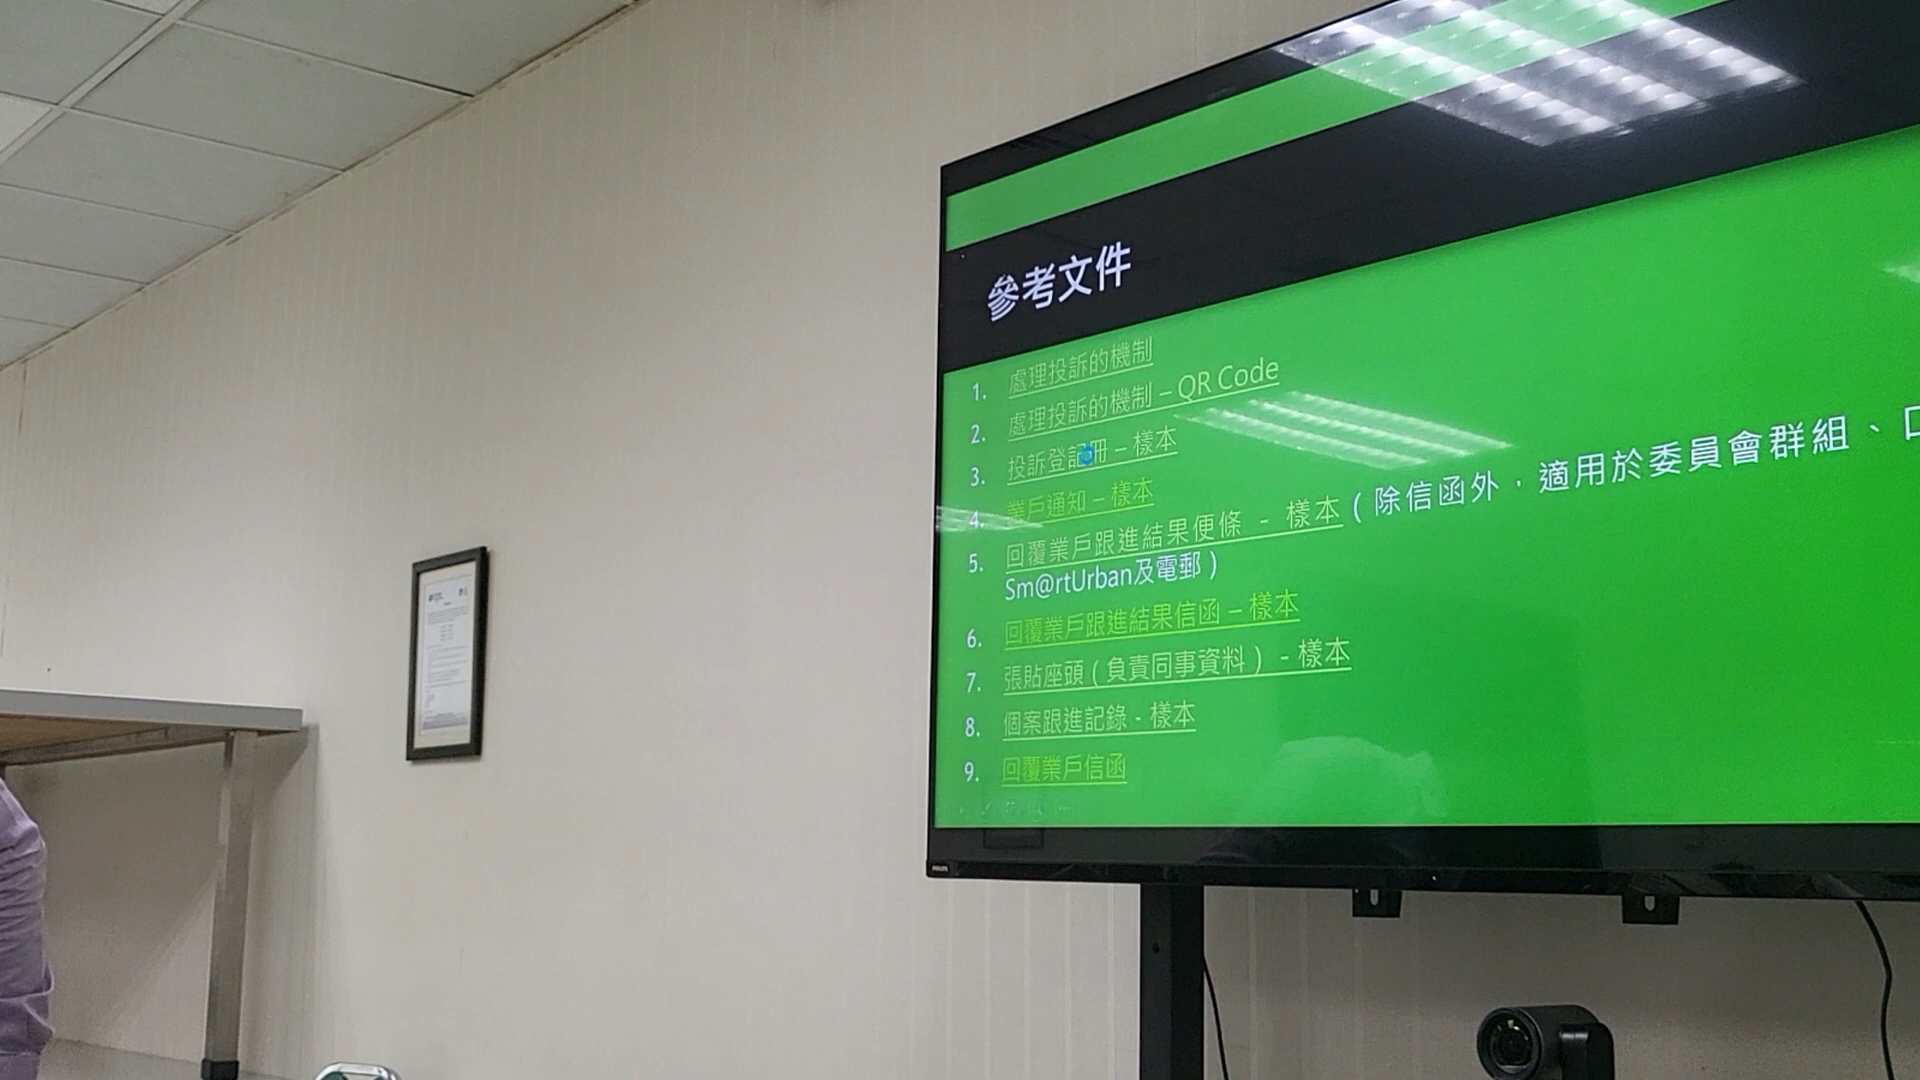 參考文件
1. 處理投訴的機制
2. 處理投訴的機制 – QR Code
3. 投訴登記冊 – 樣本
4. 業戶通知 – 樣本
5. 回覆業戶跟進結果便條 - 樣本（除信函外，適用於委員會群組、
Sm@rtUrban及電郵）
6. 回覆業戶跟進結果信函 – 樣本
7. 張貼座頭（負責同事資料） - 樣本
8. 個案跟進記錄 - 樣本
9. 回覆業戶信函
PHILIPS